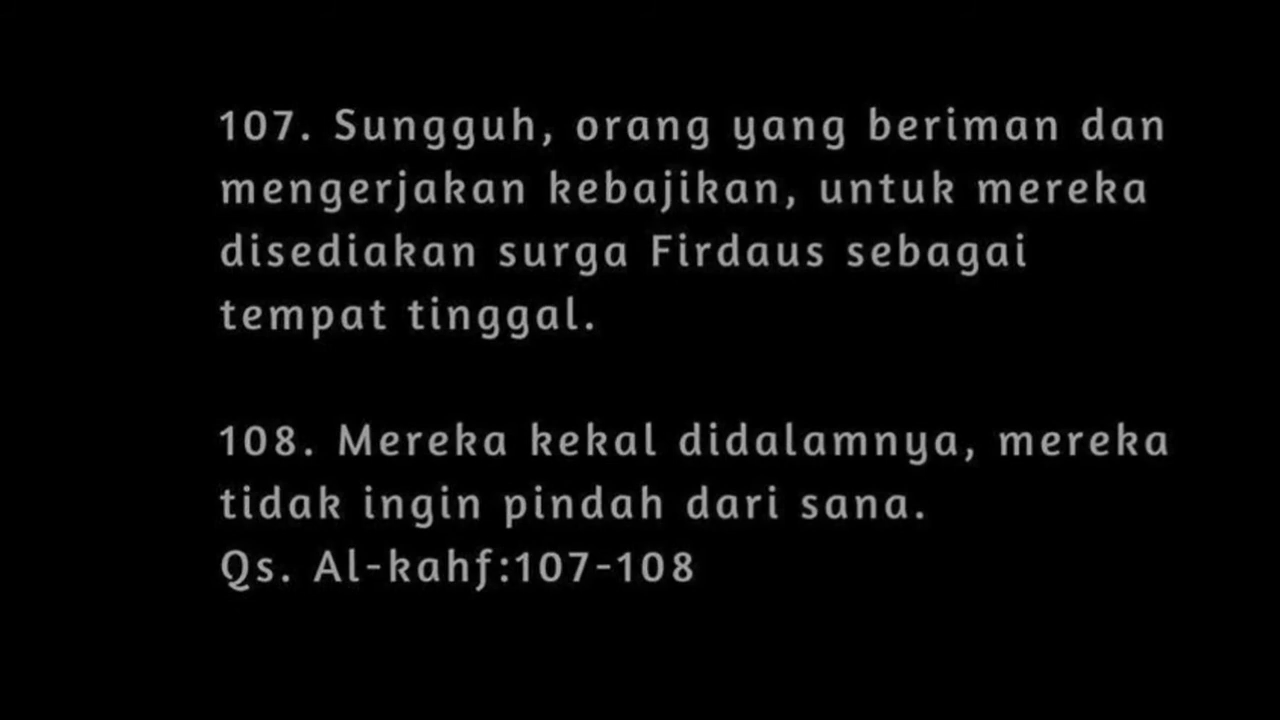 107. Sungguh, orang yang beriman dan
mengerjakan kebajikan, untuk mereka
disediakan surga Firdaus sebagai
tempat tinggal.
108. Mereka kekal didalamnya, mereka
tidak ingin pindah dari sana.
Qs. Al-kahf:107-108